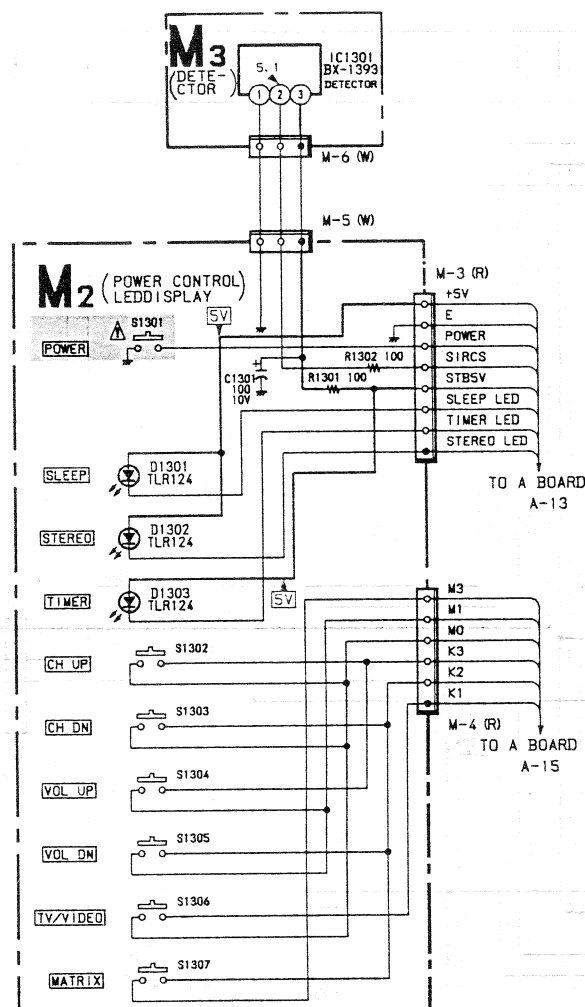 M3
(DETE-
CTOR)
5.1
1 2 3
IC1301
BX-1393
DETECTOR
M-6 (W)
M-5 (W)
M2 (POWER CONTROL)
LEDDISPLAY
M-3 (R)
+5V
E
POWER
SIRCS
STB5V
SLEEP LED
TIMER LED
STEREO LED
TO A BOARD
A-13
5V
S1301
POWER
C1301
100
10V
R1302 100
R1301 100
SLEEP
D1301
TLR124
STEREO
D1302
TLR124
TIMER
D1303
TLR124
5V
M3
M1
M0
K3
K2
K1
M-4 (R)
TO A BOARD
A-15
CH UP
S1302
CH DN
S1303
VOL UP
S1304
VOL DN
S1305
TV/VIDEO
S1306
MATRIX
S1307